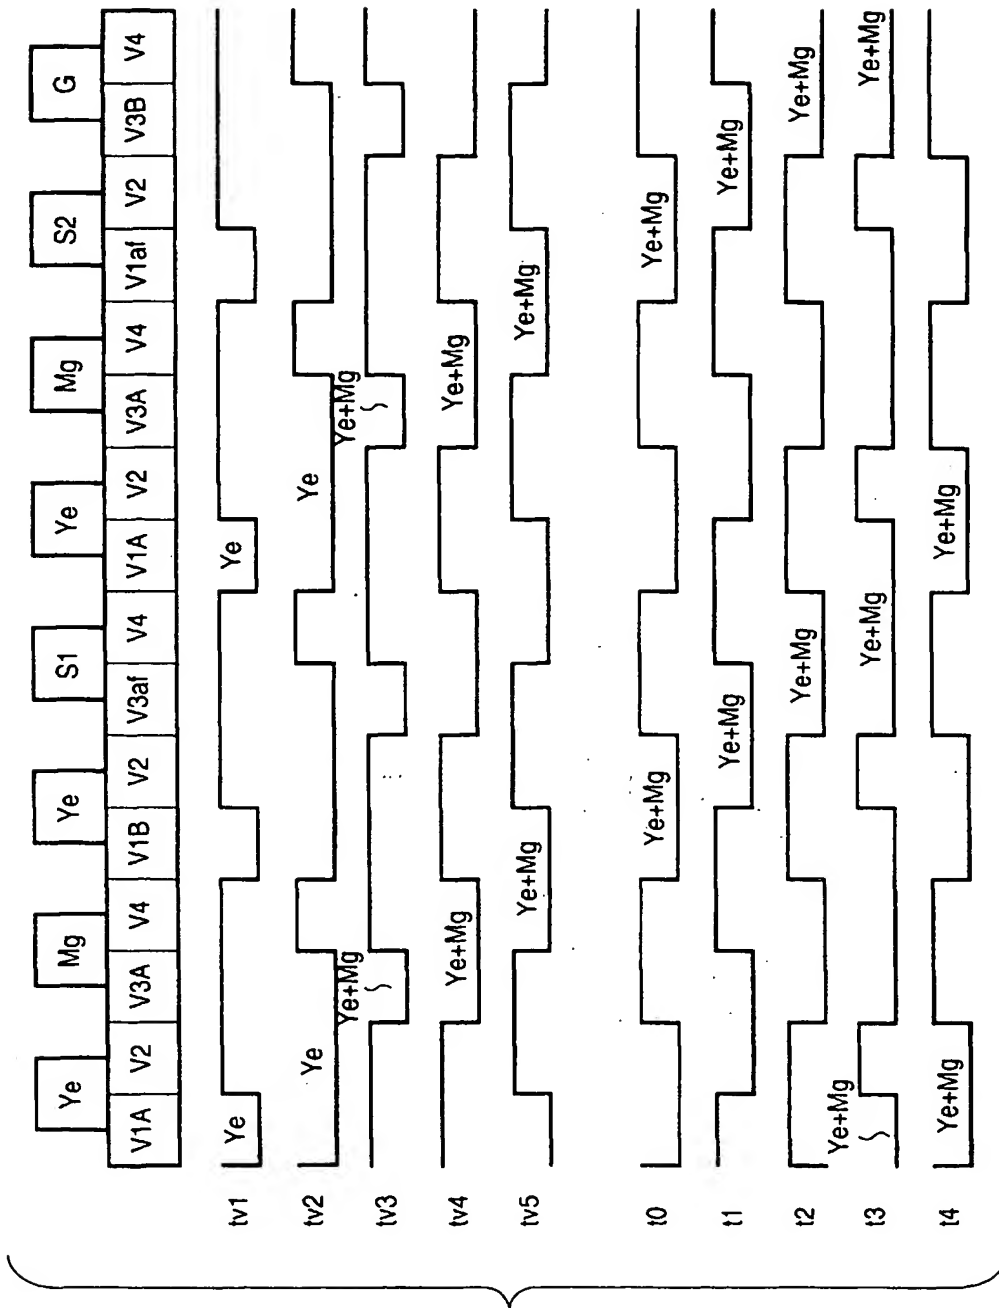 Ye Mg Ye S1 Ye Mg S2 G
V1A V2 V3A V4 V1B V2 V3af V4 V1A V2 V3A V4 V1af V2 V3B V4
tv1 Ye Ye
tv2 Ye Ye
tv3 Ye+Mg Ye+Mg
tv4 Ye+Mg Ye+Mg
tv5 Ye+Mg Ye+Mg
t0 Ye+Mg Ye+Mg
t1 Ye+Mg Ye+Mg
t2 Ye+Mg Ye+Mg
t3 Ye+Mg Ye+Mg Ye+Mg
t4 Ye+Mg Ye+Mg